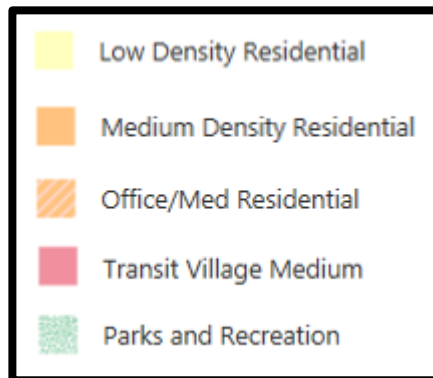 Low Density Residential
Medium Density Residential
Office/Med Residential
Transit Village Medium
Parks and Recreation